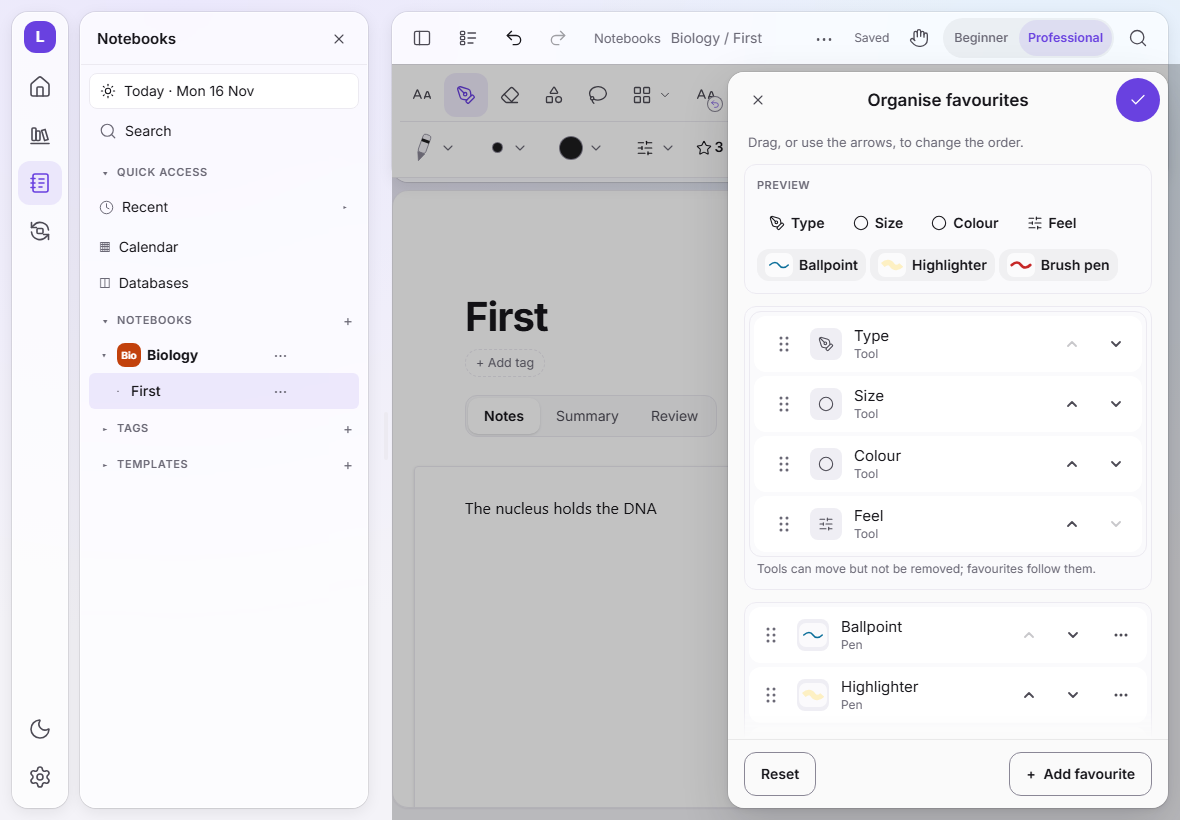 L
Notebooks
Today · Mon 16 Nov
Search
QUICK ACCESS
Recent
Calendar
Databases
NOTEBOOKS
Bio Biology
First
TAGS
TEMPLATES
Notebooks Biology / First
Saved
Beginner Professional
AA
AA
3
First
+ Add tag
Notes Summary Review
The nucleus holds the DNA
Organise favourites
Drag, or use the arrows, to change the order.
PREVIEW
Type Size Colour Feel
Ballpoint Highlighter Brush pen
Type
Tool
Size
Tool
Colour
Tool
Feel
Tool
Tools can move but not be removed; favourites follow them.
Ballpoint
Pen
Highlighter
Pen
Reset
+ Add favourite